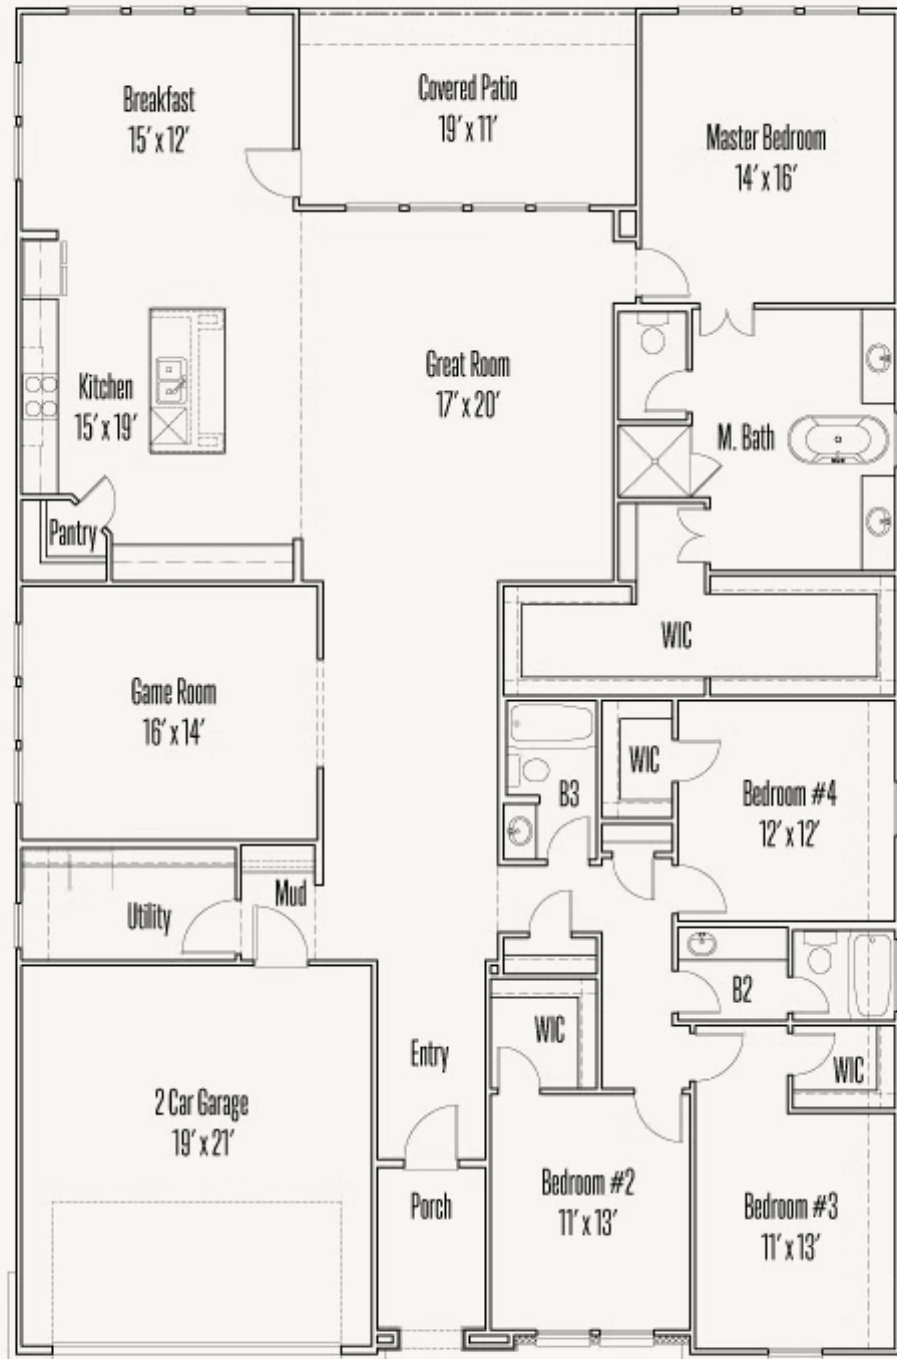 Breakfast
15' x 12'
Covered Patio
19' x 11'
Master Bedroom
14' x 16'
Great Room
17' x 20'
Kitchen
15' x 19'
M. Bath
Pantry
WIC
Game Room
16' x 14'
WIC
B3
Bedroom #4
12' x 12'
Mud
Utility
B2
WIC
Entry
WIC
2 Car Garage
19' x 21'
Bedroom #2
11' x 13'
Porch
Bedroom #3
11' x 13'